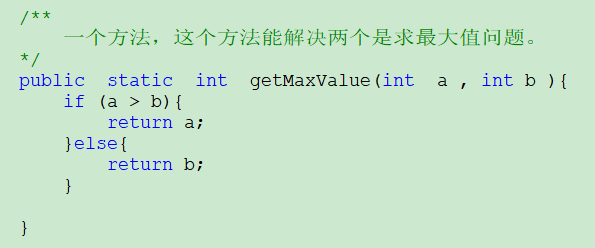 /**
    一个方法，这个方法能解决两个是求最大值问题。
*/
public  static  int  getMaxValue(int  a , int b ){
    if (a > b){
        return a;
    }else{
        return b;
    }

}